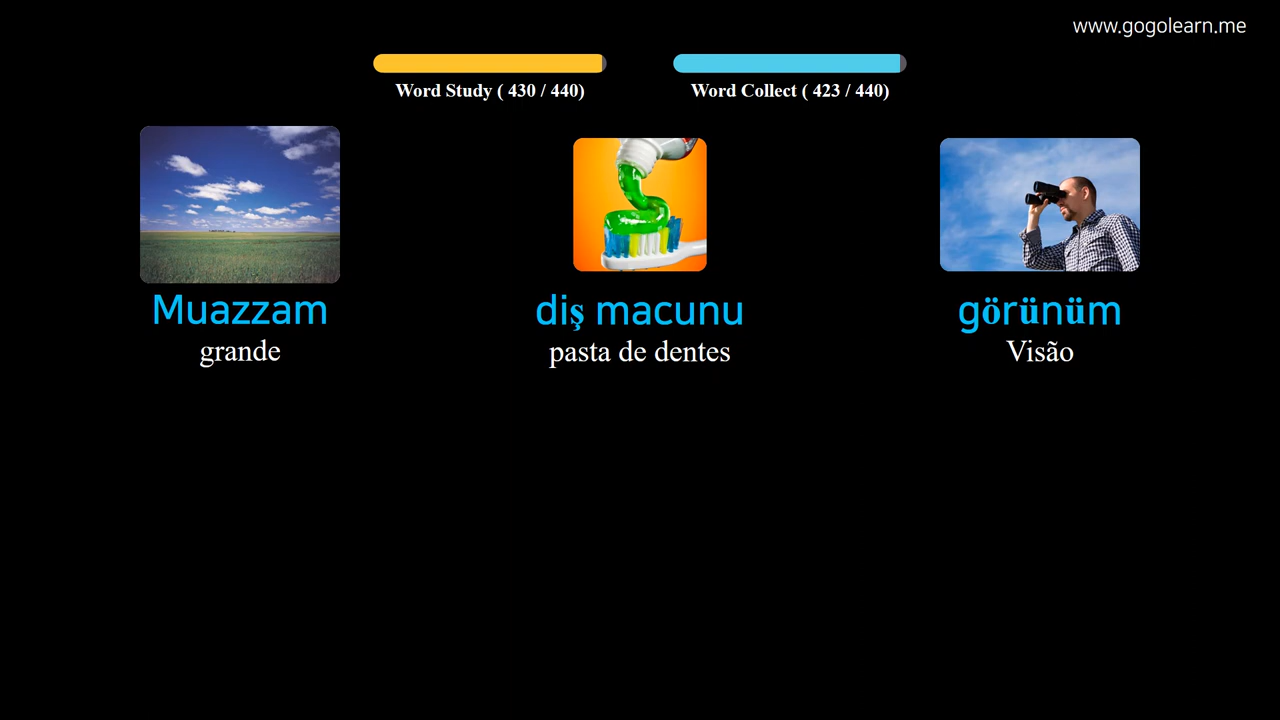 www.gogolearn.me
Word Study ( 430 / 440)
Word Collect ( 423 / 440)
Muazzam
grande
diş macunu
pasta de dentes
görünüm
Visão